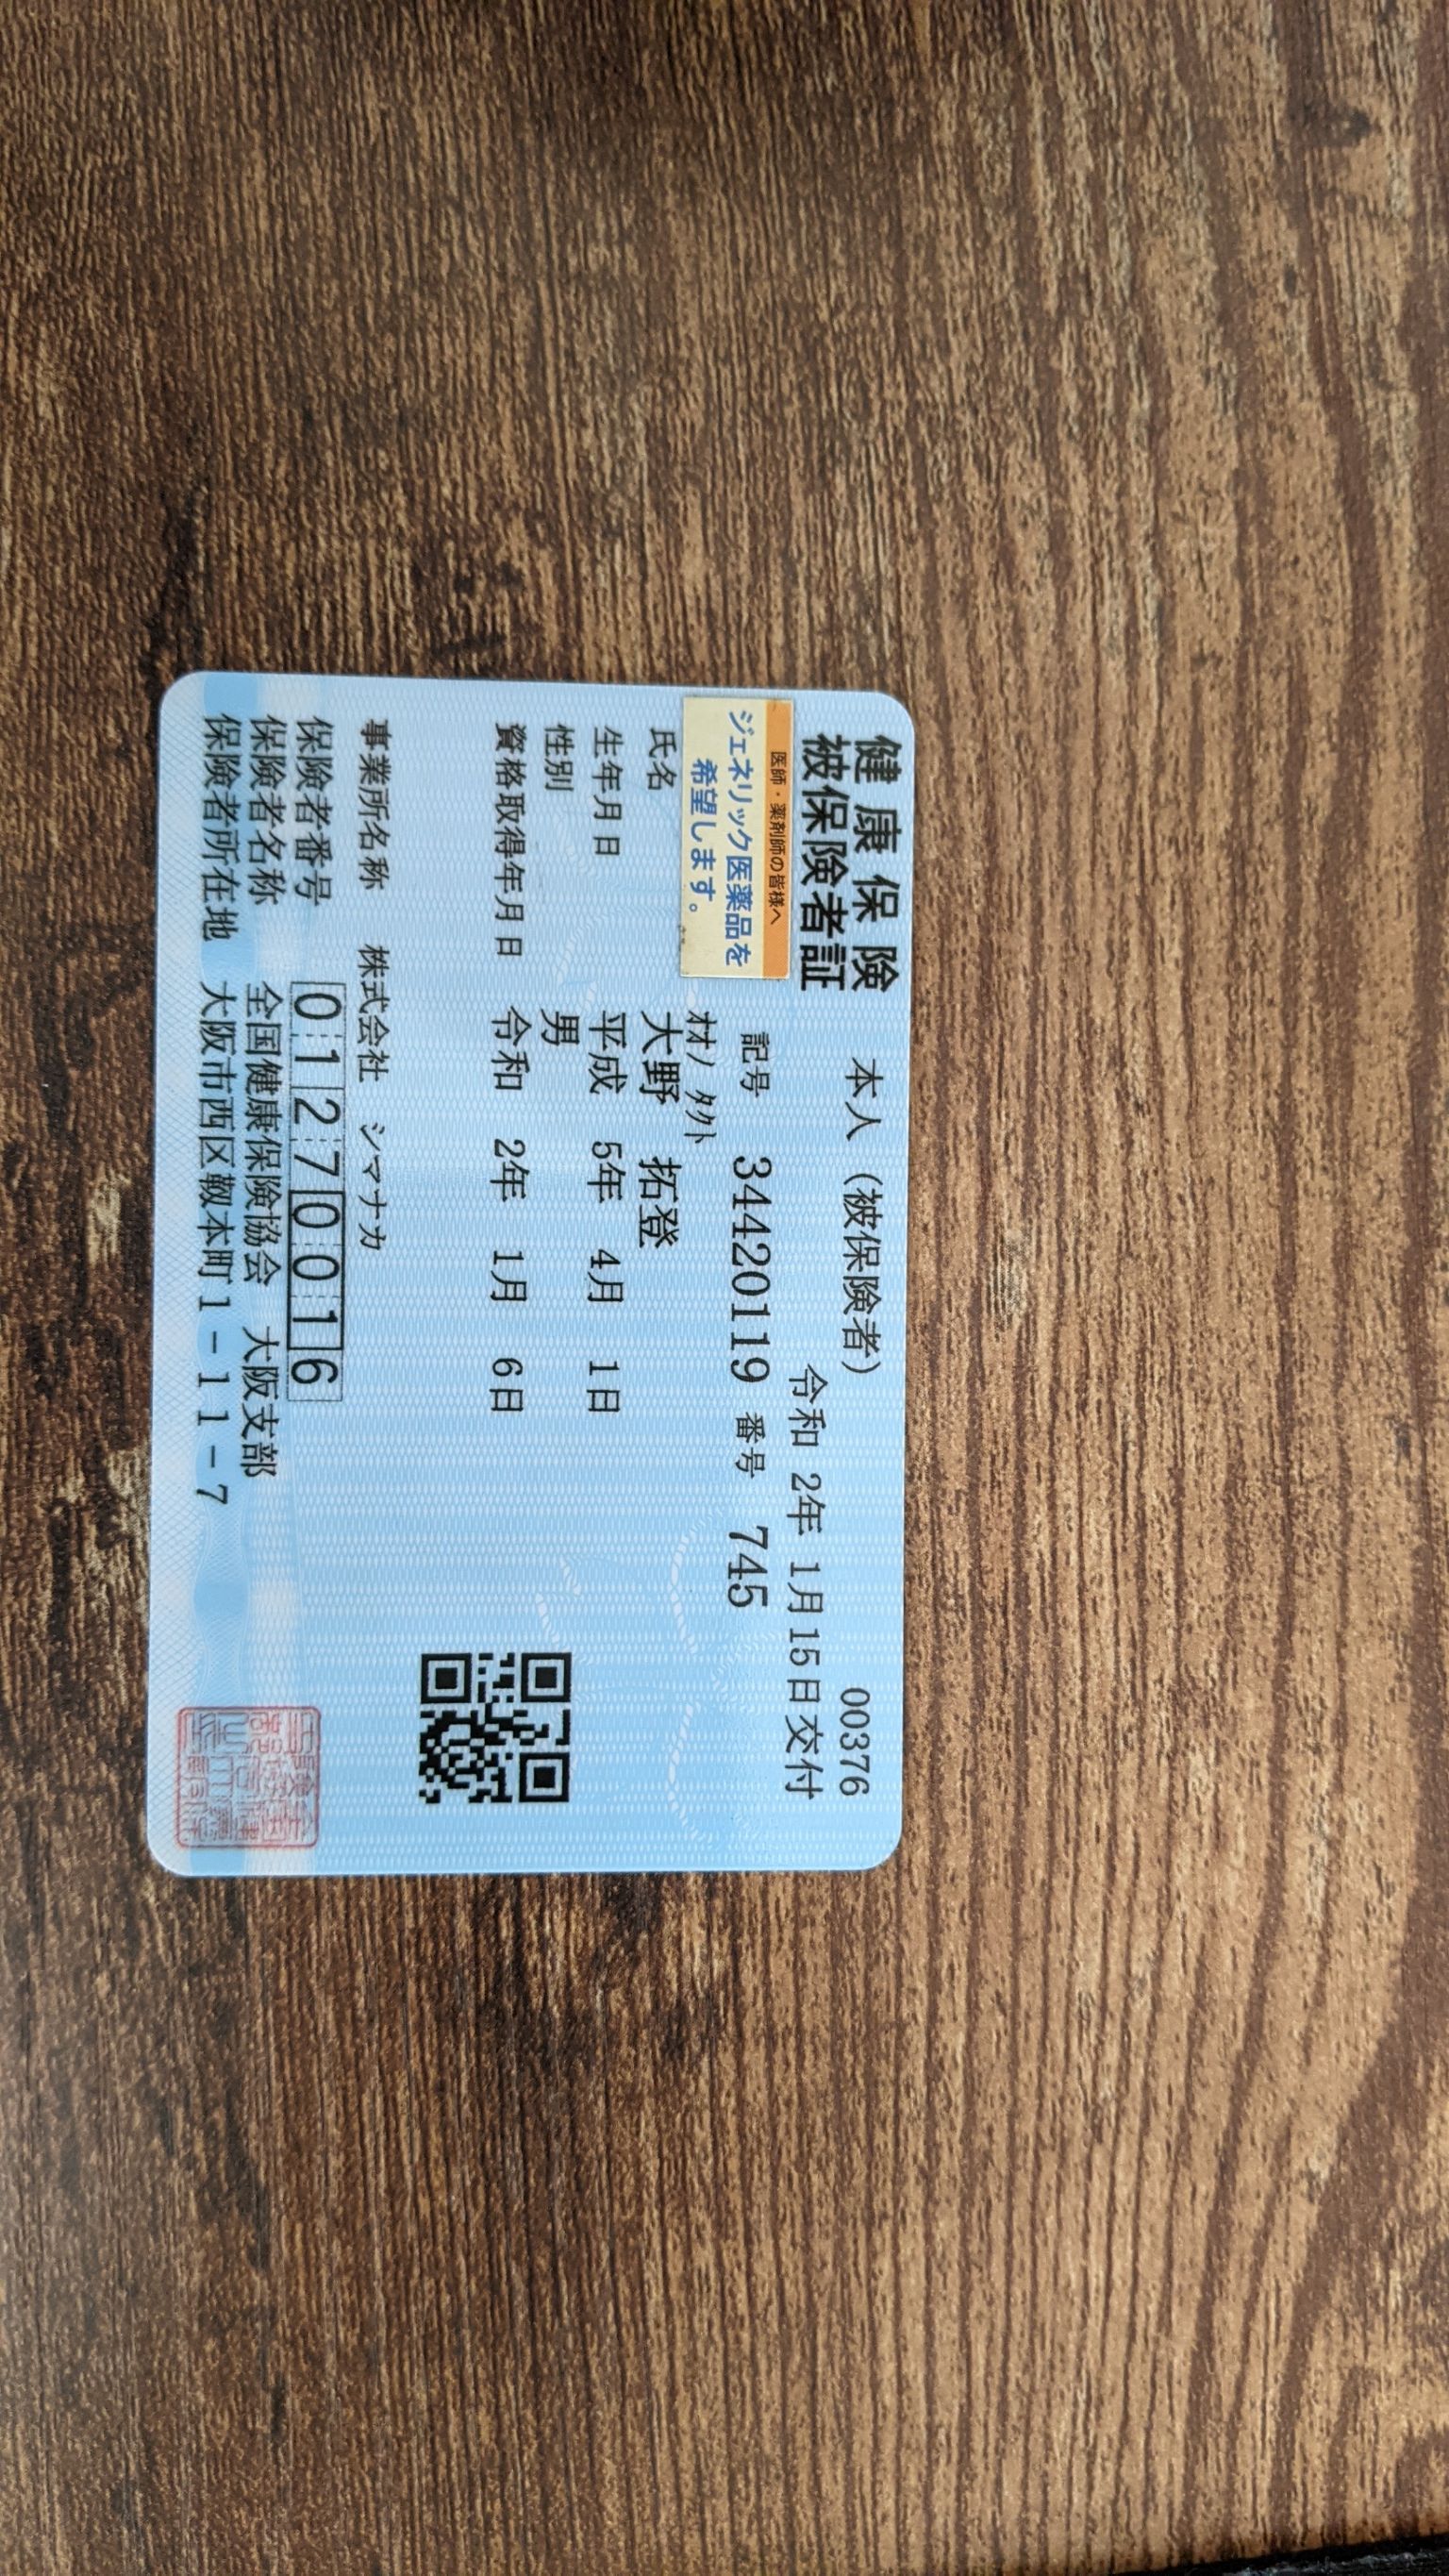 健康保険 本人(被保険者) 00376
被保険者証 令和 2年 1月15日交付
医師・薬剤師の皆様へ
ジェネリック医薬品を
希望します。
記号 34420119 番号 745
オオノ タクト
氏名 大野 拓登
生年月日 平成 5年 4月 1日
性別 男
資格取得年月日 令和 2年 1月 6日
事業所名称 株式会社 シマナカ
保険者番号 01270016
保険者名称 全国健康保険協会 大阪支部
保険者所在地 大阪市西区靱本町1-11-7